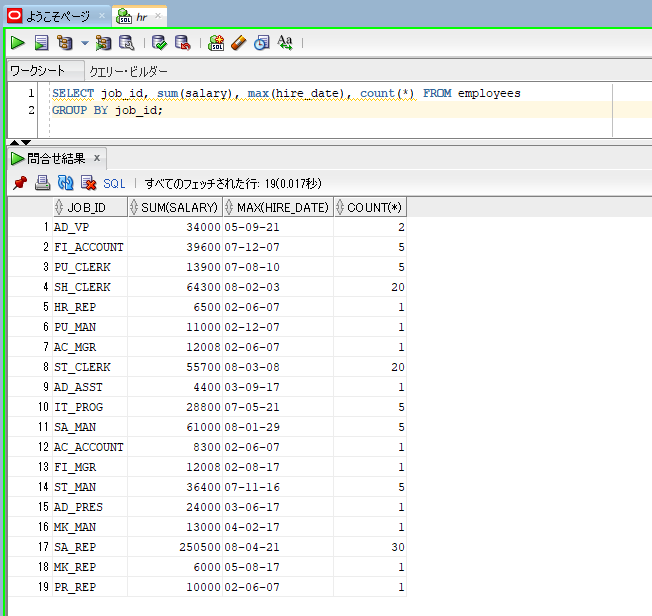 ようこそページ × hr ×
ワークシート クエリー・ビルダー
1 SELECT job_id, sum(salary), max(hire_date), count(*) FROM employees
2 GROUP BY job_id;
問合せ結果 ×
SQL | すべてのフェッチされた行: 19(0.017秒)
JOB_ID SUM(SALARY) MAX(HIRE_DATE) COUNT(*)
1 AD_VP 34000 05-09-21 2
2 FI_ACCOUNT 39600 07-12-07 5
3 PU_CLERK 13900 07-08-10 5
4 SH_CLERK 64300 08-02-03 20
5 HR_REP 6500 02-06-07 1
6 PU_MAN 11000 02-12-07 1
7 AC_MGR 12008 02-06-07 1
8 ST_CLERK 55700 08-03-08 20
9 AD_ASST 4400 03-09-17 1
10 IT_PROG 28800 07-05-21 5
11 SA_MAN 61000 08-01-29 5
12 AC_ACCOUNT 8300 02-06-07 1
13 FI_MGR 12008 02-08-17 1
14 ST_MAN 36400 07-11-16 5
15 AD_PRES 24000 03-06-17 1
16 MK_MAN 13000 04-02-17 1
17 SA_REP 250500 08-04-21 30
18 MK_REP 6000 05-08-17 1
19 PR_REP 10000 02-06-07 1